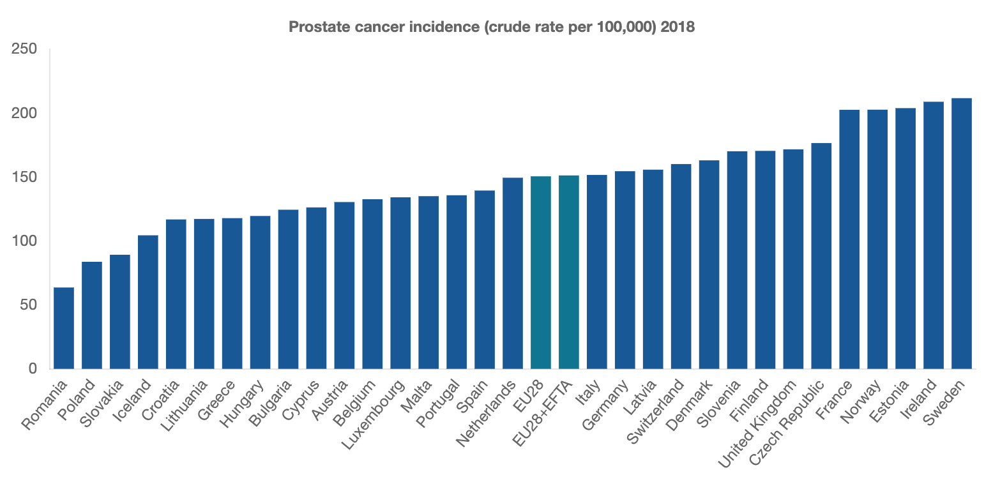 Prostate cancer incidence (crude rate per 100,000) 2018
250
200
150
100
50
0
Romania
Poland
Slovakia
Iceland
Croatia
Lithuania
Greece
Hungary
Bulgaria
Cyprus
Austria
Belgium
Luxembourg
Malta
Portugal
Spain
Netherlands
EU28
EU28+EFTA
Italy
Germany
Latvia
Switzerland
Denmark
Slovenia
Finland
United Kingdom
Czech Republic
France
Norway
Estonia
Ireland
Sweden